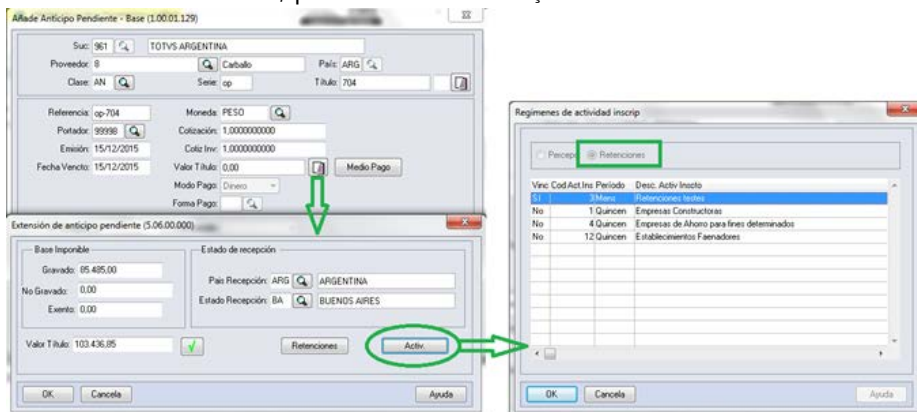 Añade Anticipo Pendiente - Base (1.00.01.129)
Suc: 961 TOTVS ARGENTINA
Proveedor: 8 Carballo País: ARG
Clase: AN Serie: op Título: 704
Referencia: op-704 Moneda: PESO
Portador: 99998 Cotización: 1,0000000000
Emisión: 15/12/2015 Cotiz Inv: 1.0000000000
Fecha Vencto: 15/12/2015 Valor Título: 0,00 Medio Pago
Modo Pago: Dinero
Forma Pago:
Extensión de anticipo pendiente (5.06.00.000)
Base Imponible Estado de recepción
Gravado: 85.485,00
No Gravado: 0,00
Exento: 0,00
Pais Recepción: ARG ARGENTINA
Estado Recepción: BA BUENOS AIRES
Valor Título: 103.436,85 Retenciones Activ.
OK Cancela Ayuda
Regimenes de actividad inscrip
Retenciones
Vinc Cod Act.Ins Período Desc. Activ Inscto
SI 3 Mens Retenciones testes
No 1 Quincen Empresas Constructoras
No 4 Quincen Empresas de Ahorro para fines determinados
No 12 Quincen Establecimientos Faenadores
OK Cancela Ayuda